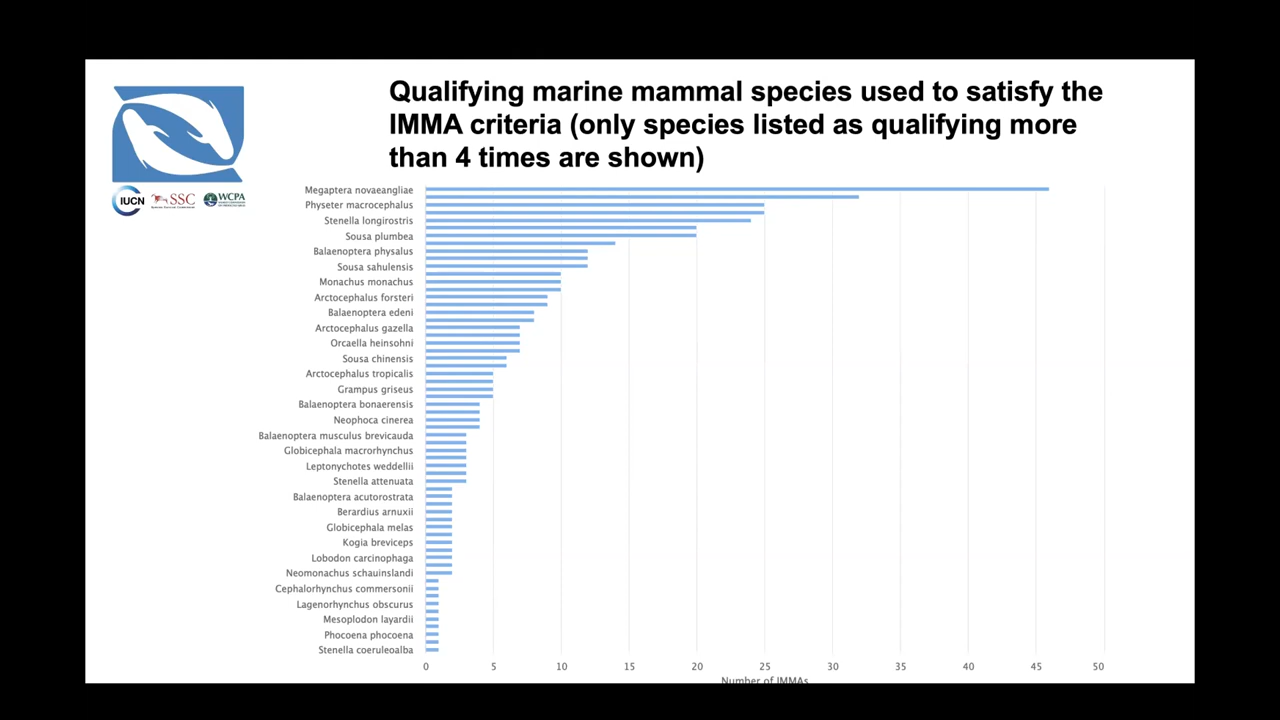 Qualifying marine mammal species used to satisfy the
IMMA criteria (only species listed as qualifying more
than 4 times are shown)
IUCN
SSC
WCPA
Megaptera novaeangliae
Physeter macrocephalus
Stenella longirostris
Sousa plumbea
Balaenoptera physalus
Sousa sahulensis
Monachus monachus
Arctocephalus forsteri
Balaenoptera edeni
Arctocephalus gazella
Orcaella heinsohni
Sousa chinensis
Arctocephalus tropicalis
Grampus griseus
Balaenoptera bonaerensis
Neophoca cinerea
Balaenoptera musculus brevicauda
Globicephala macrorhynchus
Leptonychotes weddellii
Stenella attenuata
Balaenoptera acutorostrata
Berardius arnuxii
Globicephala melas
Kogia breviceps
Lobodon carcinophaga
Neomonachus schauinslandi
Cephalorhynchus commersonii
Lagenorhynchus obscurus
Mesoplodon layardii
Phocoena phocoena
Stenella coeruleoalba
0 5 10 15 20 25 30 35 40 45 50
Number of IMMAs